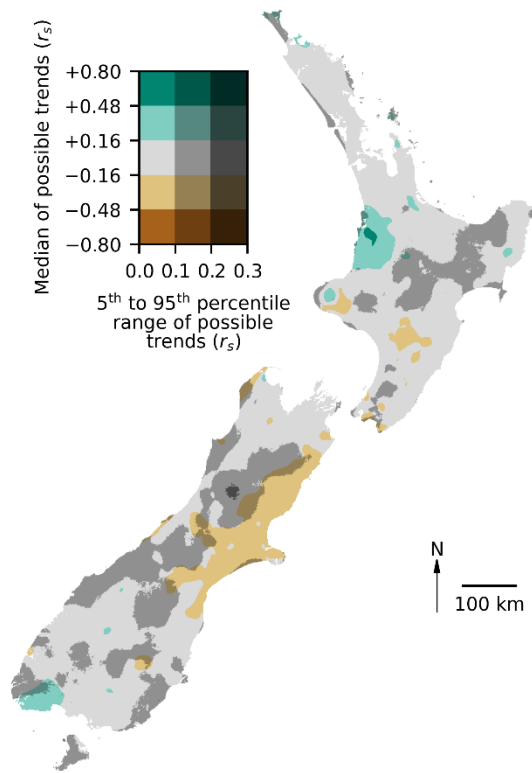 Median of possible trends (rs)
+0.80
+0.48
+0.16
−0.16
−0.48
−0.80
0.0 0.1 0.2 0.3
5th to 95th percentile
range of possible
trends (rs)
N
100 km